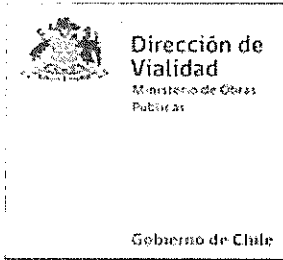 Dirección de
Vialidad
Ministerio de Obras
Públicas
Gobierno de Chile